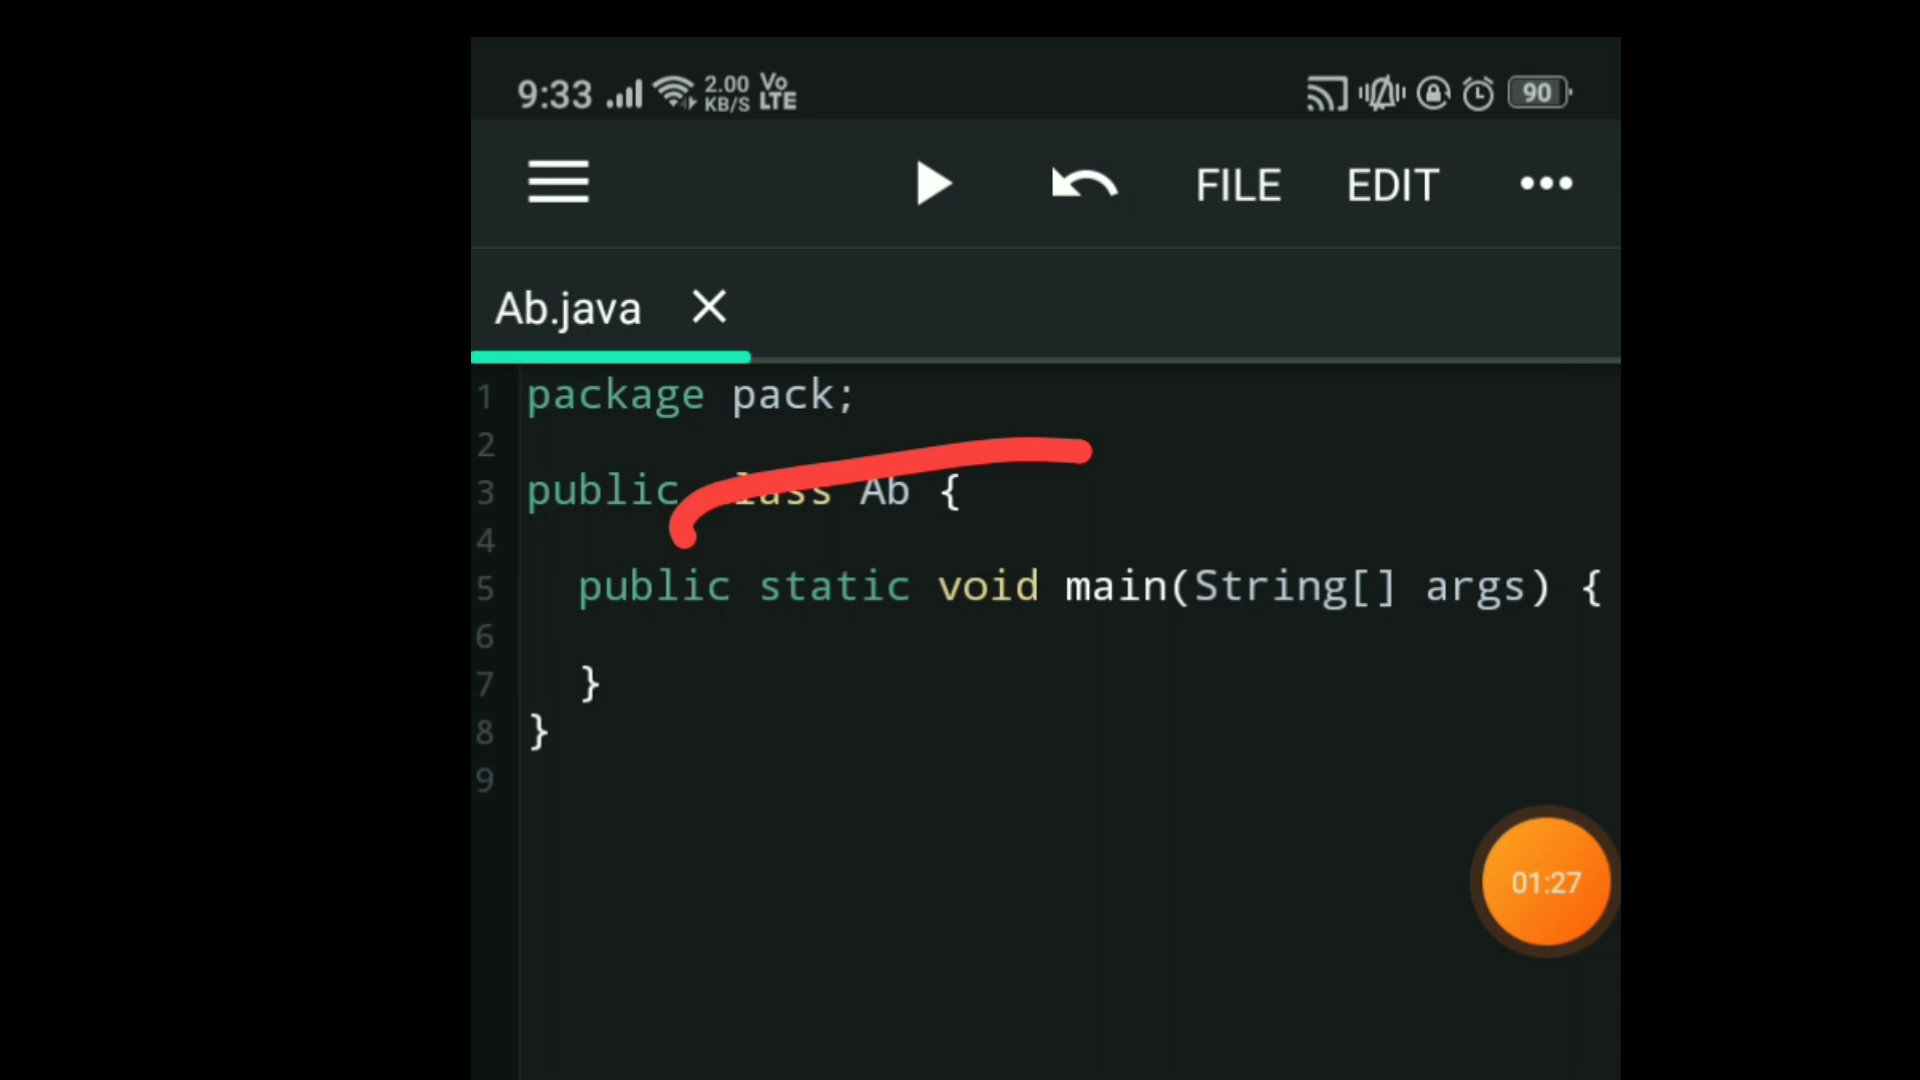 9:33 2.00 KB/S Vo LTE 90
FILE EDIT
Ab.java
1 package pack;
2
3 public class Ab {
4
5 public static void main(String[] args) {
6
7 }
8 }
9
01:27